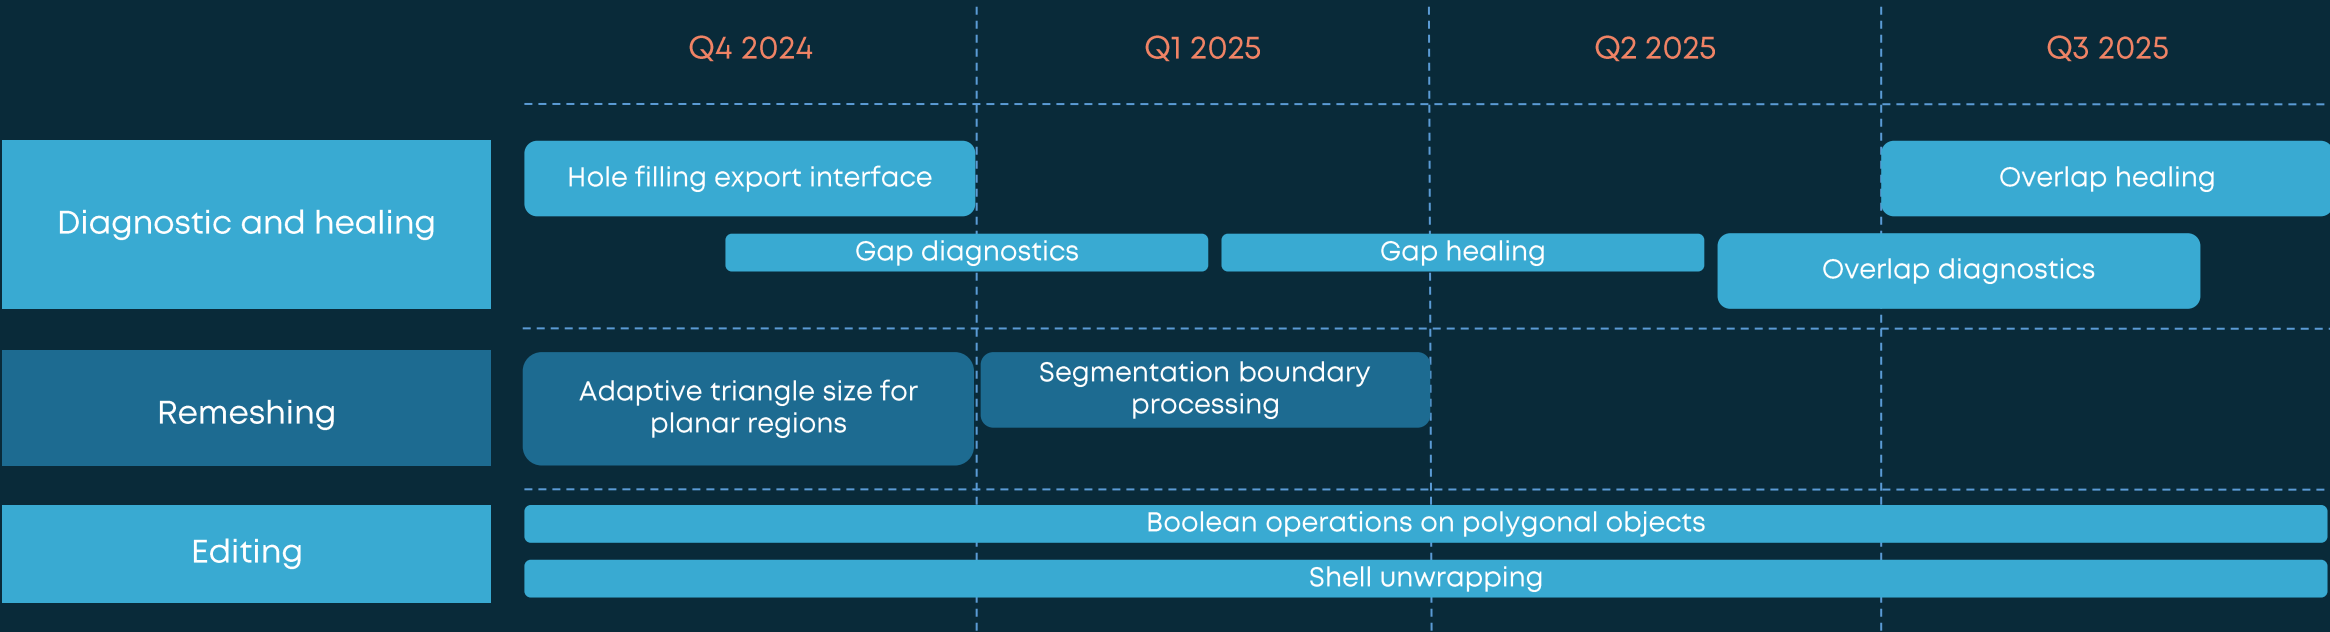 Q4 2024
Q1 2025
Q2 2025
Q3 2025
Diagnostic and healing
Hole filling export interface
Overlap healing
Gap diagnostics
Gap healing
Overlap diagnostics
Remeshing
Adaptive triangle size for
planar regions
Segmentation boundary
processing
Editing
Boolean operations on polygonal objects
Shell unwrapping